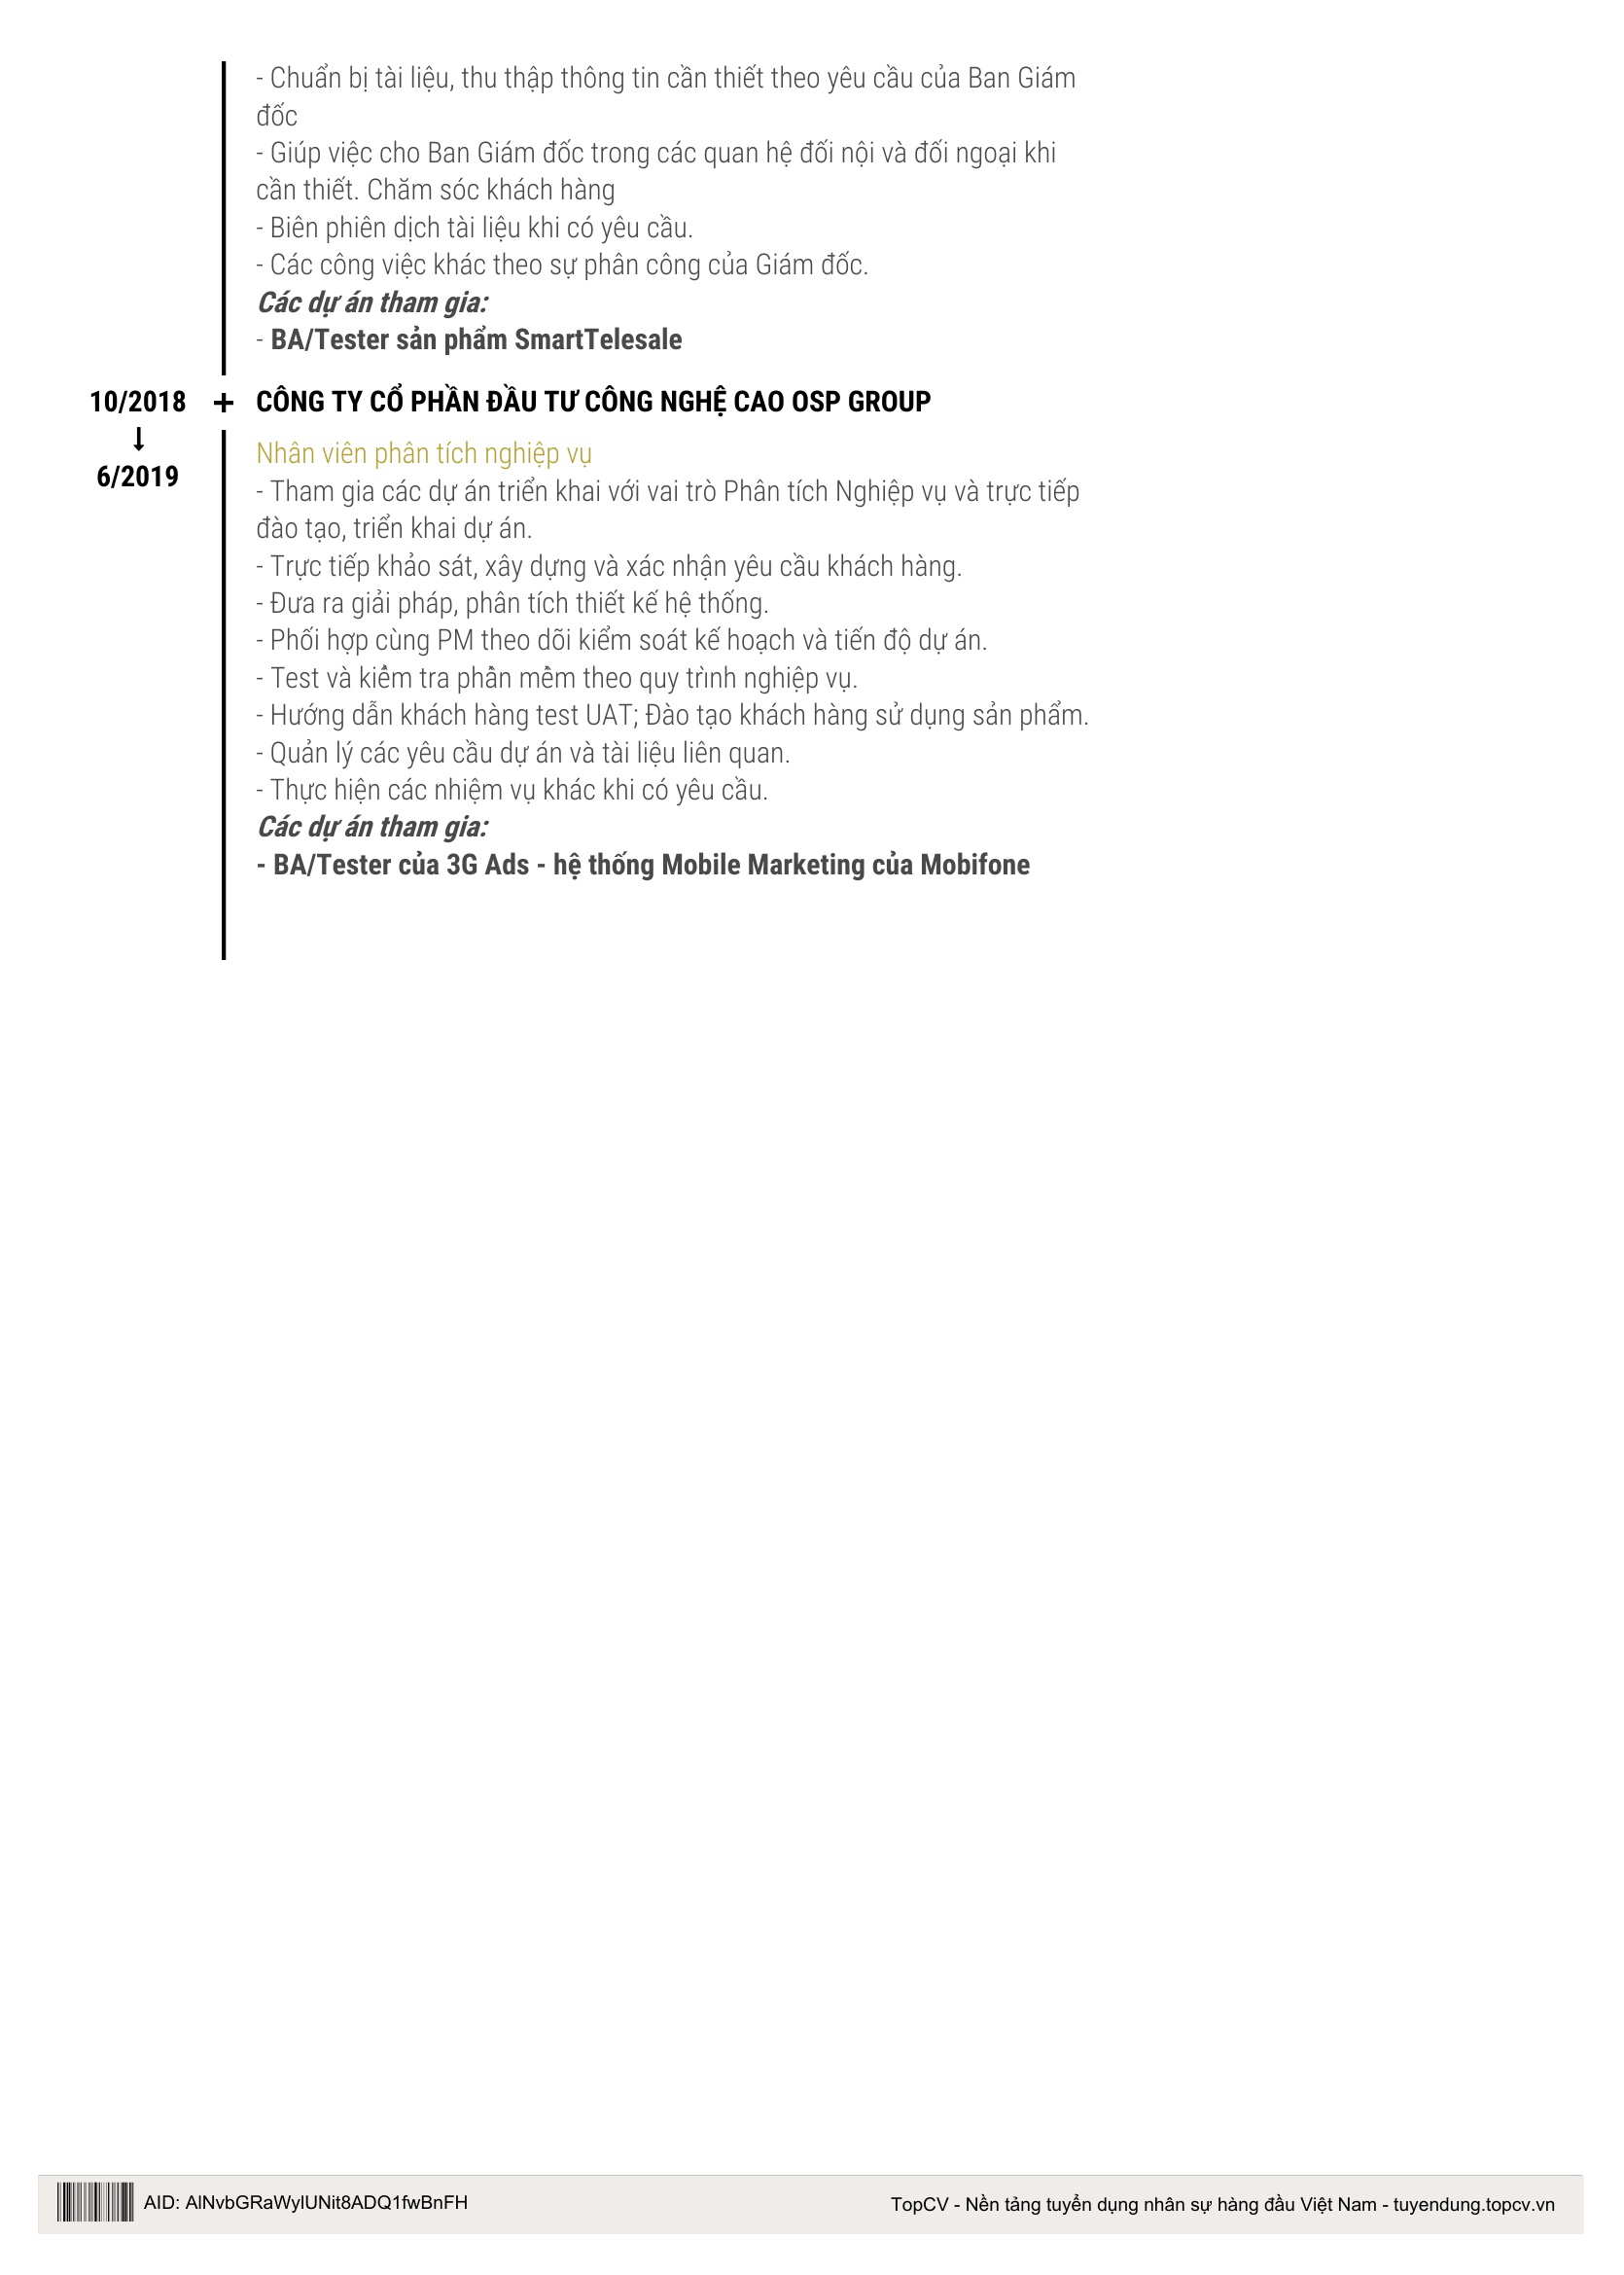 - Chuẩn bị tài liệu, thu thập thông tin cần thiết theo yêu cầu của Ban Giám
đốc
- Giúp việc cho Ban Giám đốc trong các quan hệ đối nội và đối ngoại khi
cần thiết. Chăm sóc khách hàng
- Biên phiên dịch tài liệu khi có yêu cầu.
- Các công việc khác theo sự phân công của Giám đốc.
Các dự án tham gia:
- BA/Tester sản phẩm SmartTelesale
10/2018
↓
6/2019
CÔNG TY CỔ PHẦN ĐẦU TƯ CÔNG NGHỆ CAO OSP GROUP
Nhân viên phân tích nghiệp vụ
- Tham gia các dự án triển khai với vai trò Phân tích Nghiệp vụ và trực tiếp
đào tạo, triển khai dự án.
- Trực tiếp khảo sát, xây dựng và xác nhận yêu cầu khách hàng.
- Đưa ra giải pháp, phân tích thiết kế hệ thống.
- Phối hợp cùng PM theo dõi kiểm soát kế hoạch và tiến độ dự án.
- Test và kiểm tra phần mềm theo quy trình nghiệp vụ.
- Hướng dẫn khách hàng test UAT; Đào tạo khách hàng sử dụng sản phẩm.
- Quản lý các yêu cầu dự án và tài liệu liên quan.
- Thực hiện các nhiệm vụ khác khi có yêu cầu.
Các dự án tham gia:
- BA/Tester của 3G Ads - hệ thống Mobile Marketing của Mobifone
AID: AlNvbGRaWylUNit8ADQ1fwBnFH
TopCV - Nền tảng tuyển dụng nhân sự hàng đầu Việt Nam - tuyendung.topcv.vn